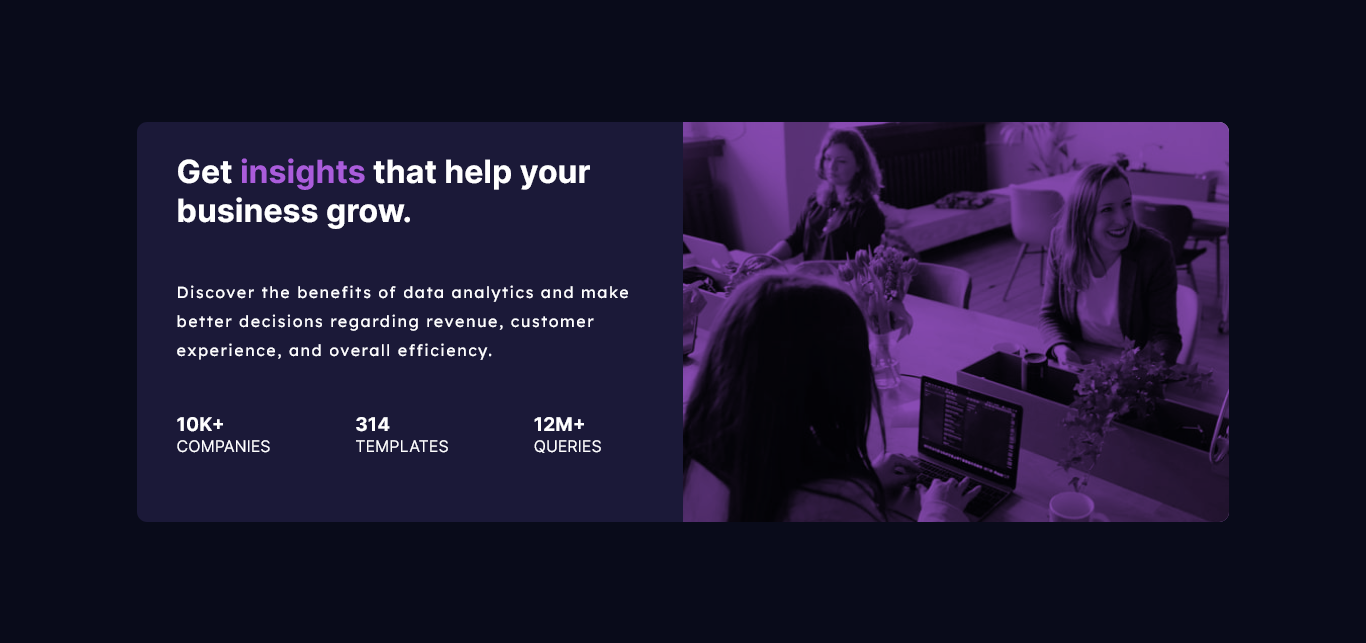 Get insights that help your
business grow.
Discover the benefits of data analytics and make
better decisions regarding revenue, customer
experience, and overall efficiency.
10K+ 314 12M+
COMPANIES TEMPLATES QUERIES